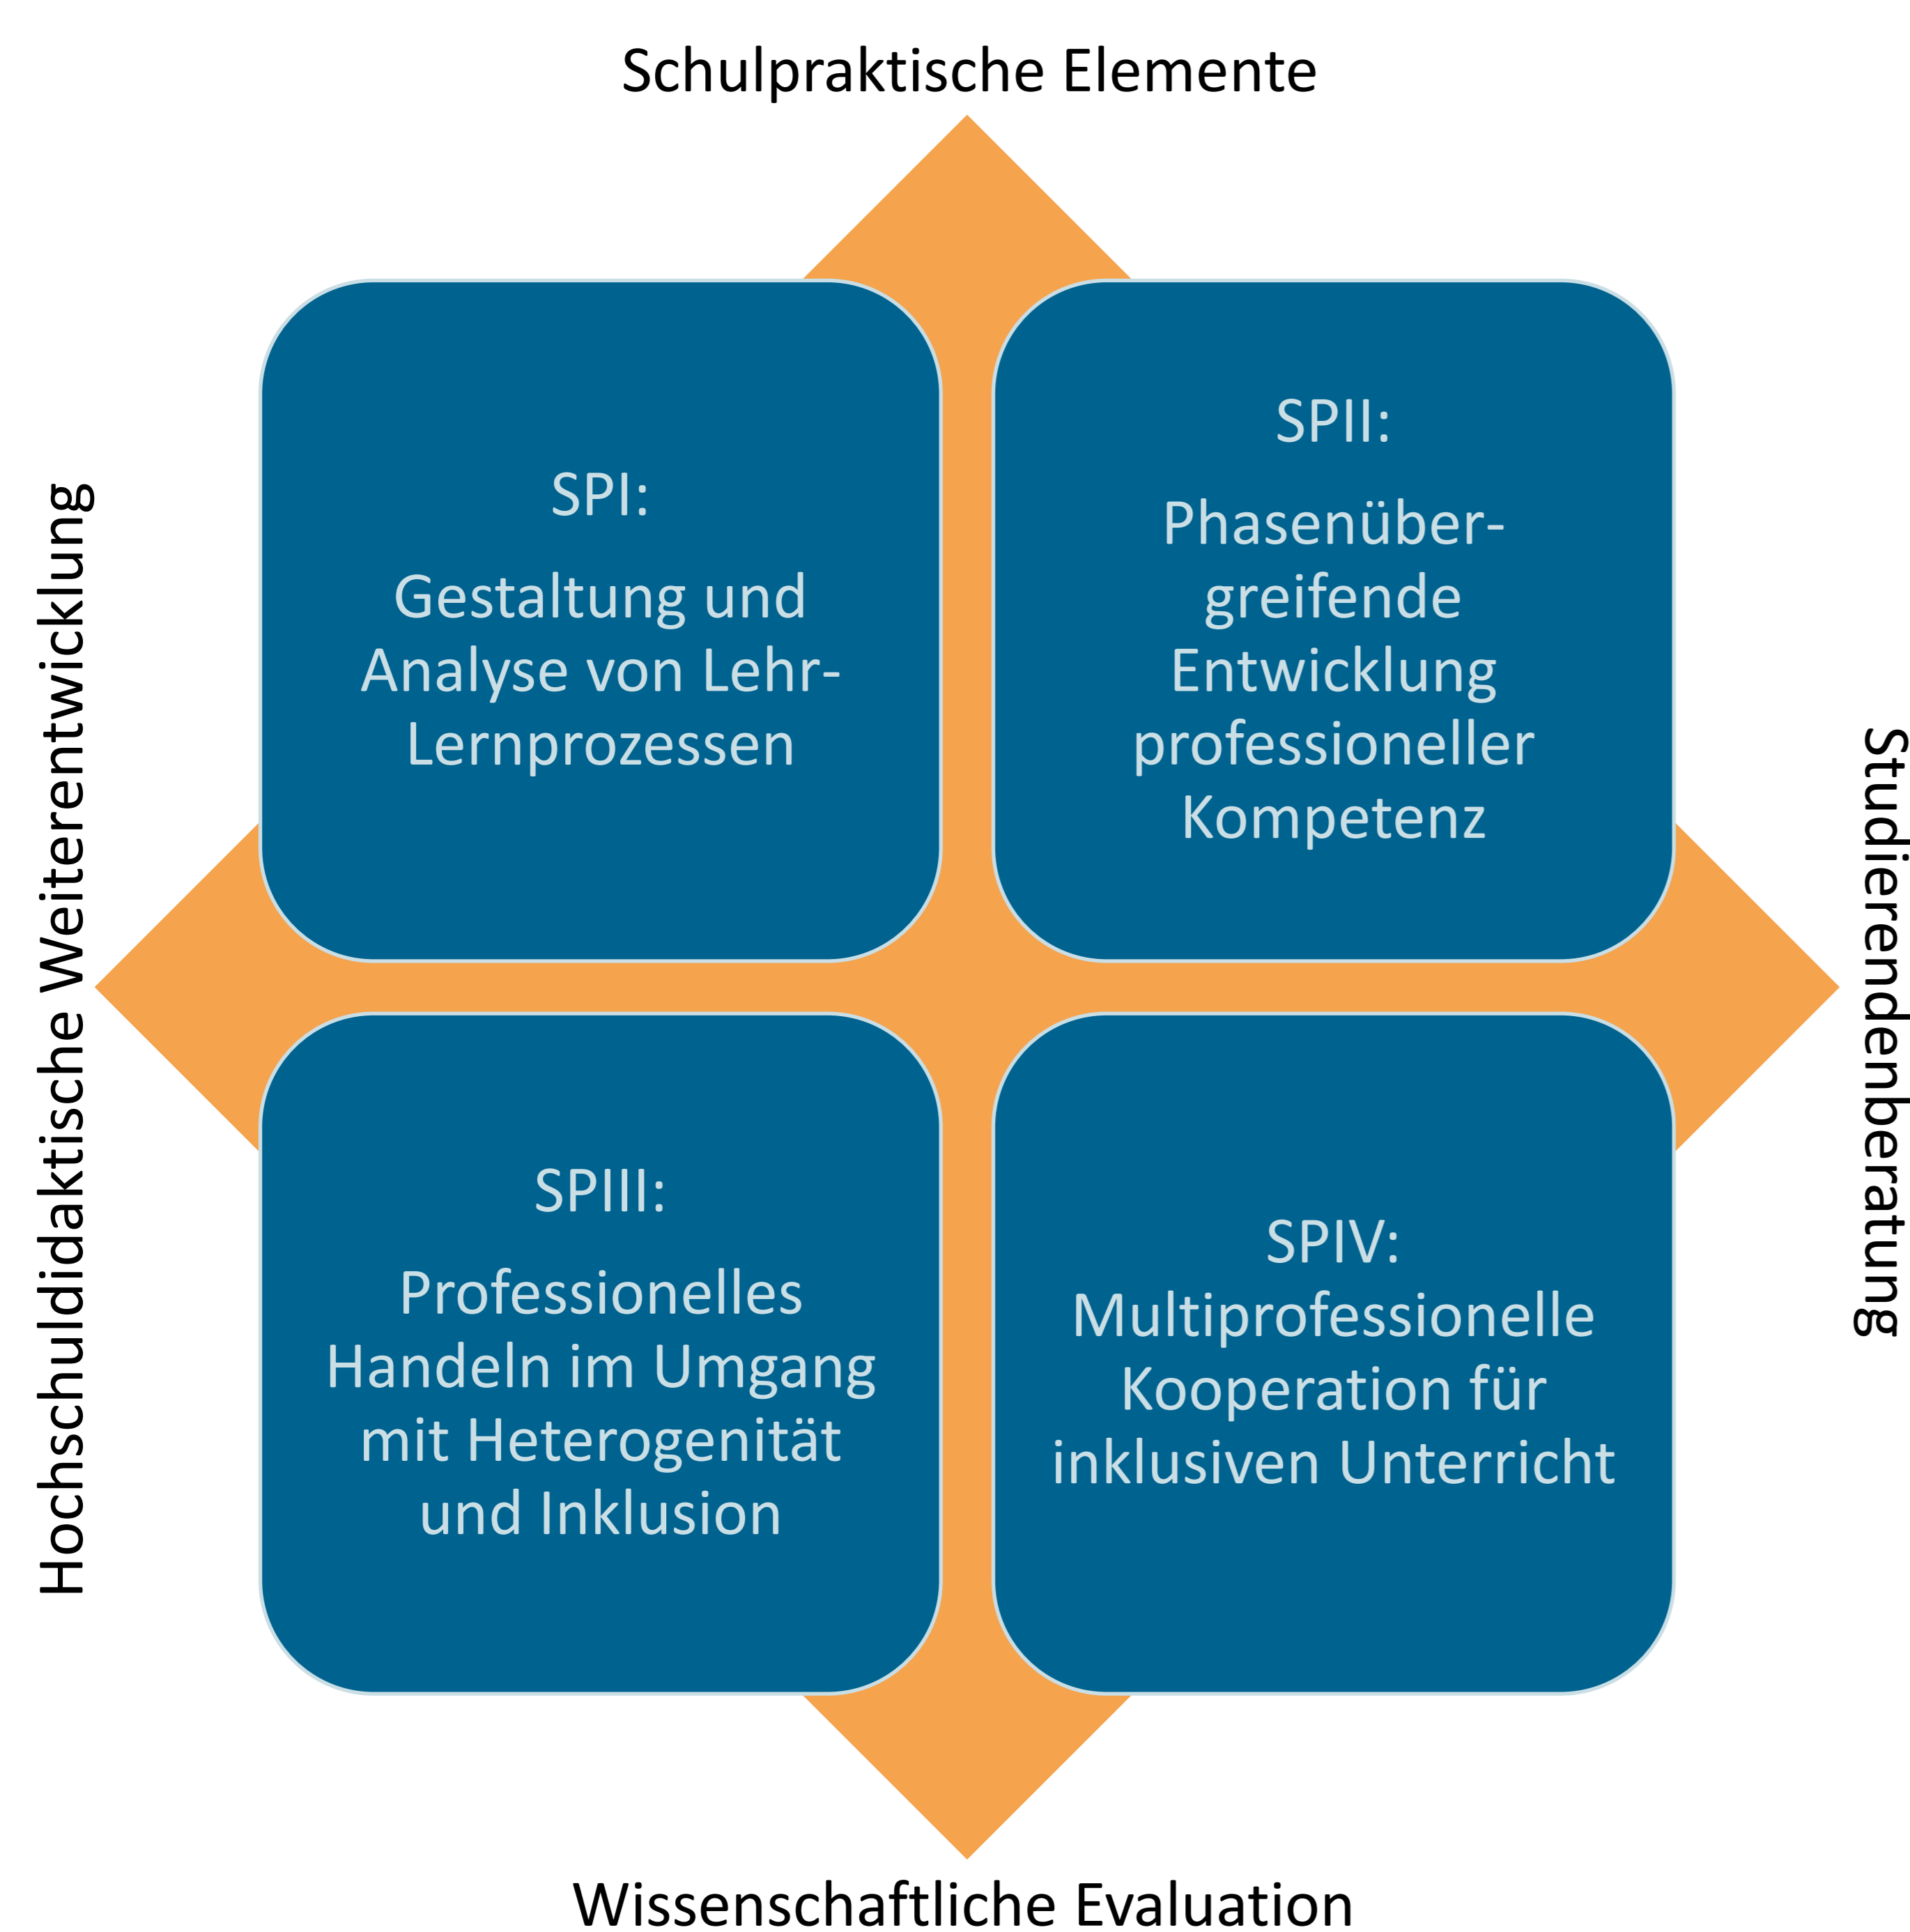 Schulpraktische Elemente
Hochschuldidaktische Weiterentwicklung
SPI:
Gestaltung und
Analyse von Lehr-
Lernprozessen
SPII:
Phasenüber-
greifende
Entwicklung
professioneller
Kompetenz
Studierendenberatung
SPIII:
Professionelles
Handeln im Umgang
mit Heterogenität
und Inklusion
SPIV:
Multiprofessionelle
Kooperation für
inklusiven Unterricht
Wissenschaftliche Evaluation